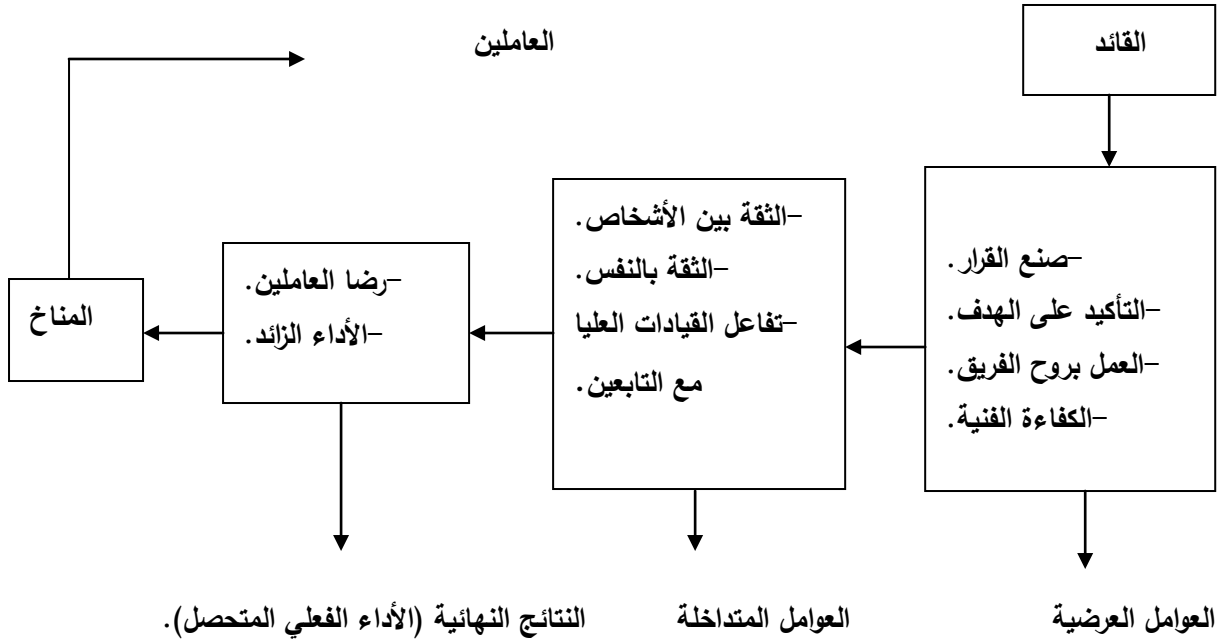 القائد
العاملين
-صنع القرار.
-التأكيد على الهدف.
-العمل بروح الفريق.
-الكفاءة الفنية.
-الثقة بين الأشخاص.
-الثقة بالنفس.
-تفاعل القيادات العليا
مع التابعين.
-رضا العاملين.
-الأداء الزائد.
المناخ
العوامل العرضية
العوامل المتداخلة
النتائج النهائية (الأداء الفعلي المتحصل).